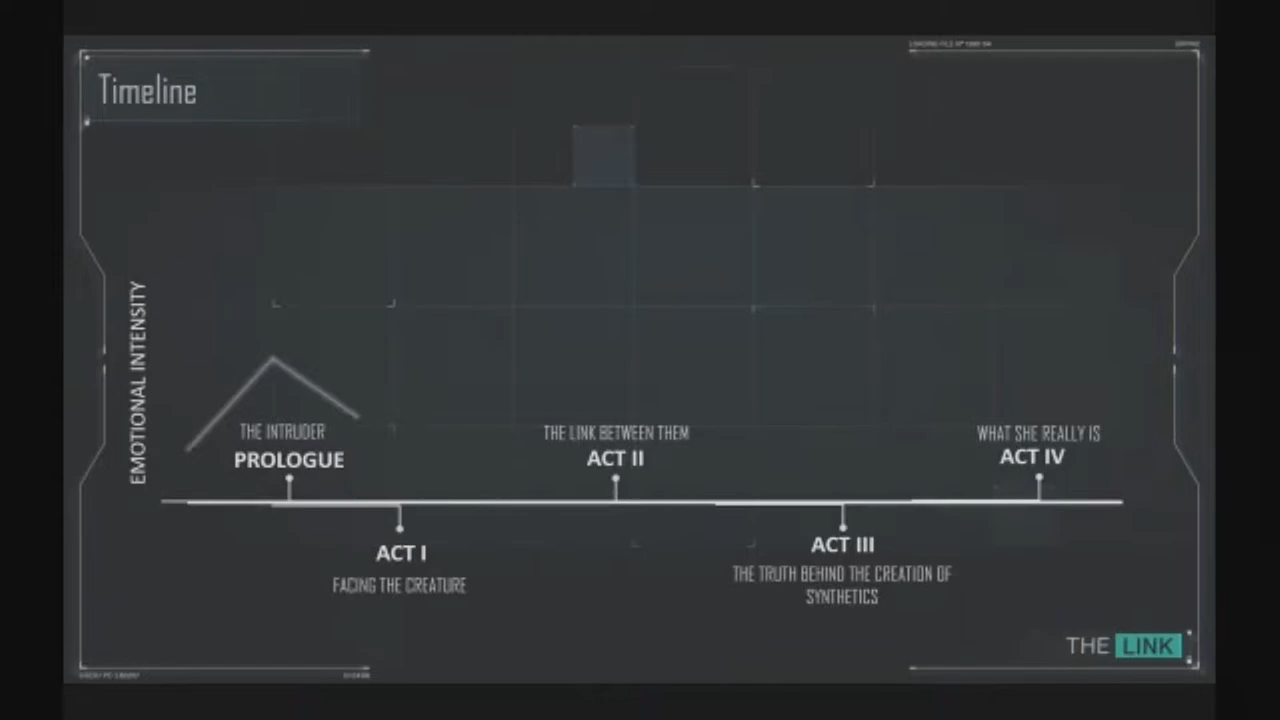 Timeline
EMOTIONAL INTENSITY
THE INTRUDER
PROLOGUE
THE LINK BETWEEN THEM
ACT II
WHAT SHE REALLY IS
ACT IV
ACT I
FACING THE CREATURE
ACT III
THE TRUTH BEHIND THE CREATION OF
SYNTHETICS
THE LINK